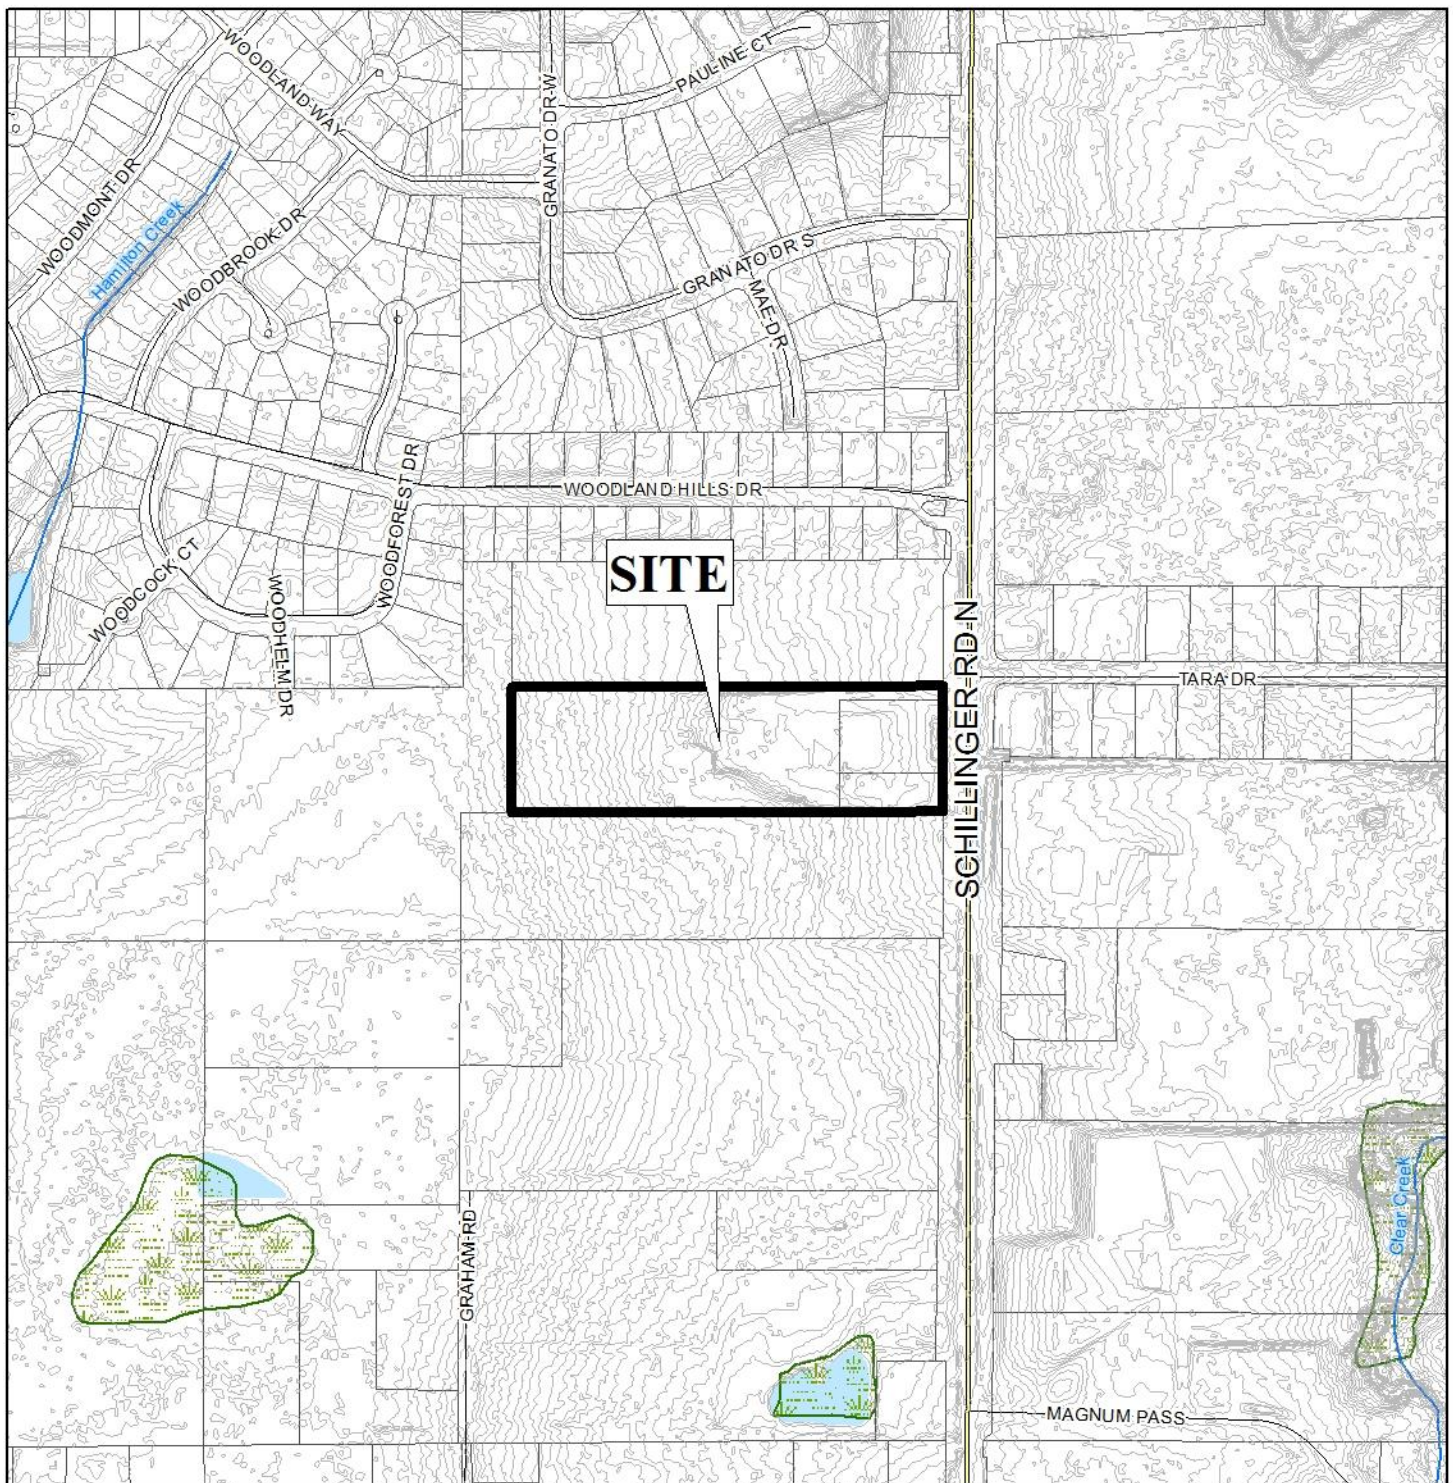 WOODLAND WAY
PAULINE CT
GRANATO DR W
WOODMONT DR
Hamilton Creek
WOODBROOK DR
GRANATO DR S
MAE DR
WOODLAND HILLS DR
WOODFOREST DR
WOODCOCK CT
WOODHELM DR
SITE
SCHILLINGER RD N
TARA DR
GRAHAM RD
Clear Creek
MAGNUM PASS